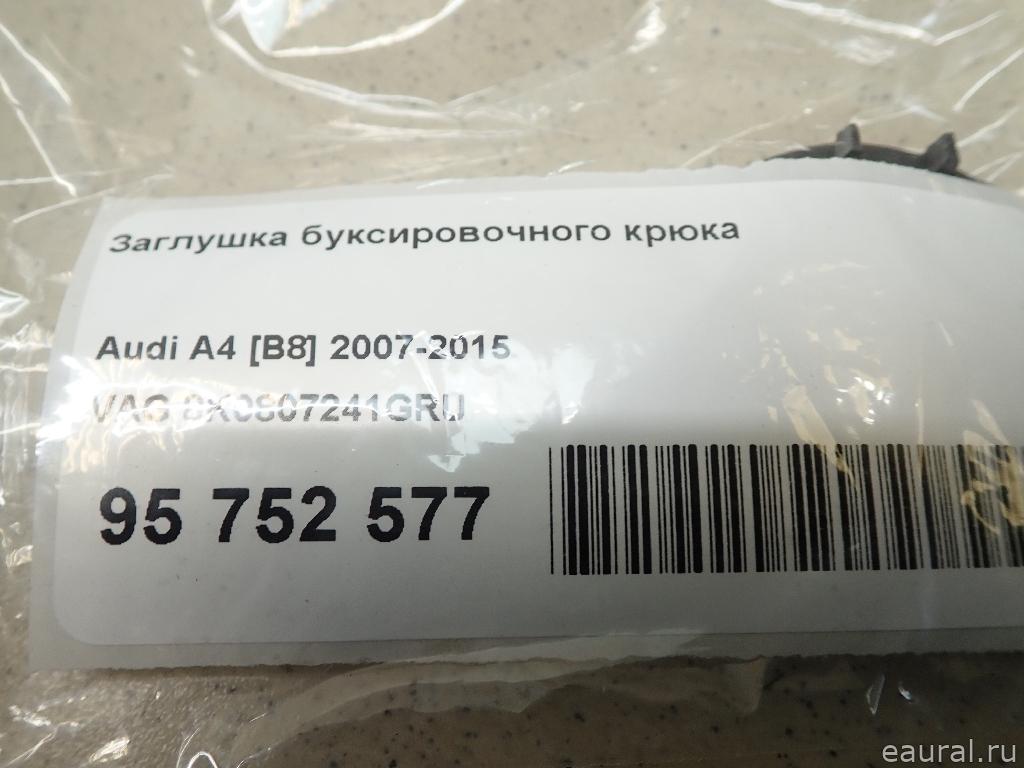 Заглушка буксировочного крюка
Audi A4 [B8] 2007-2015
VAG 8K0807241GRU
95 752 577
eaural.ru